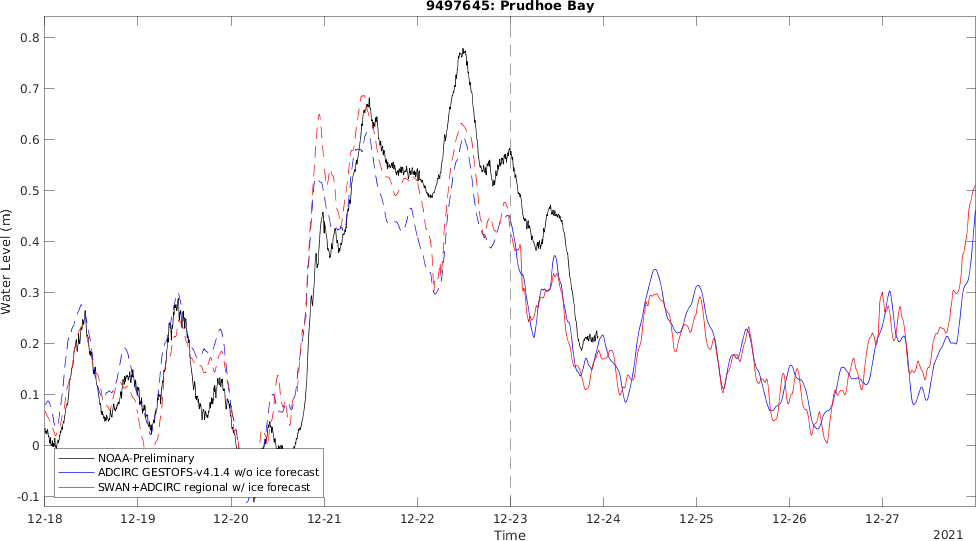 9497645: Prudhoe Bay
0.8
0.7
0.6
0.5
0.4
0.3
0.2
0.1
0
-0.1
Water Level (m)
NOAA-Preliminary
ADCIRC GESTOFS-v4.1.4 w/o ice forecast
SWAN+ADCIRC regional w/ ice forecast
12-18 12-19 12-20 12-21 12-22 12-23 12-24 12-25 12-26 12-27
Time
2021